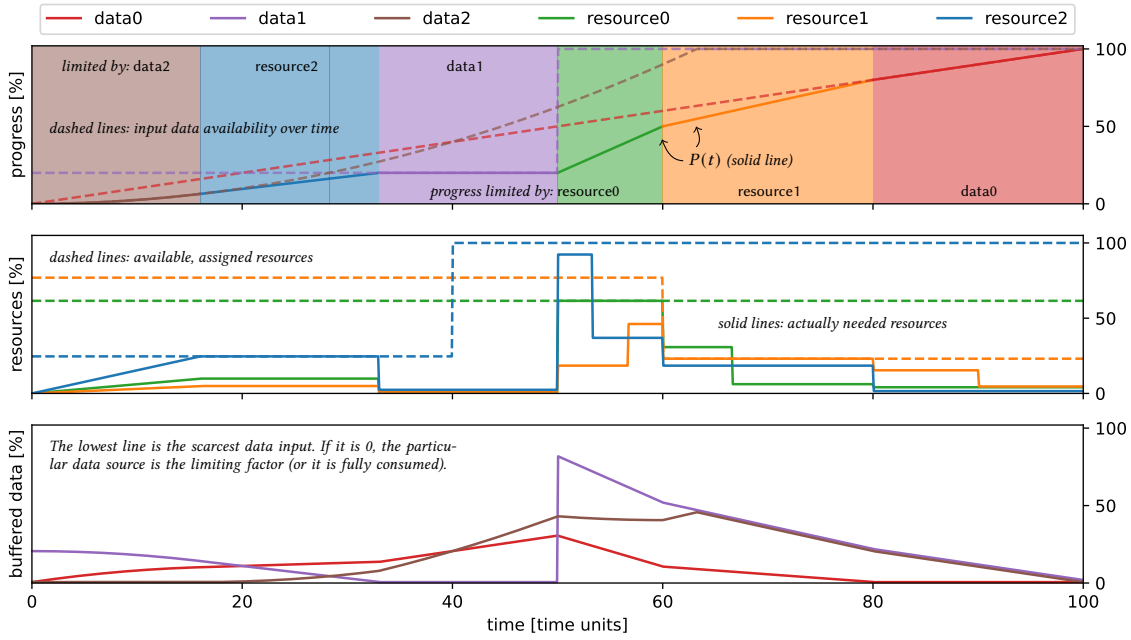 data0 data1 data2 resource0 resource1 resource2
progress [%]
limited by: data2 resource2 data1
100
dashed lines: input data availability over time
50
P(t) (solid line)
progress limited by: resource0 resource1 data0
0
resources [%]
dashed lines: available, assigned resources
100
solid lines: actually needed resources
50
0
buffered data [%]
The lowest line is the scarcest data input. If it is 0, the particu-
lar data source is the limiting factor (or it is fully consumed).
100
50
0
0 20 40 60 80 100
time [time units]